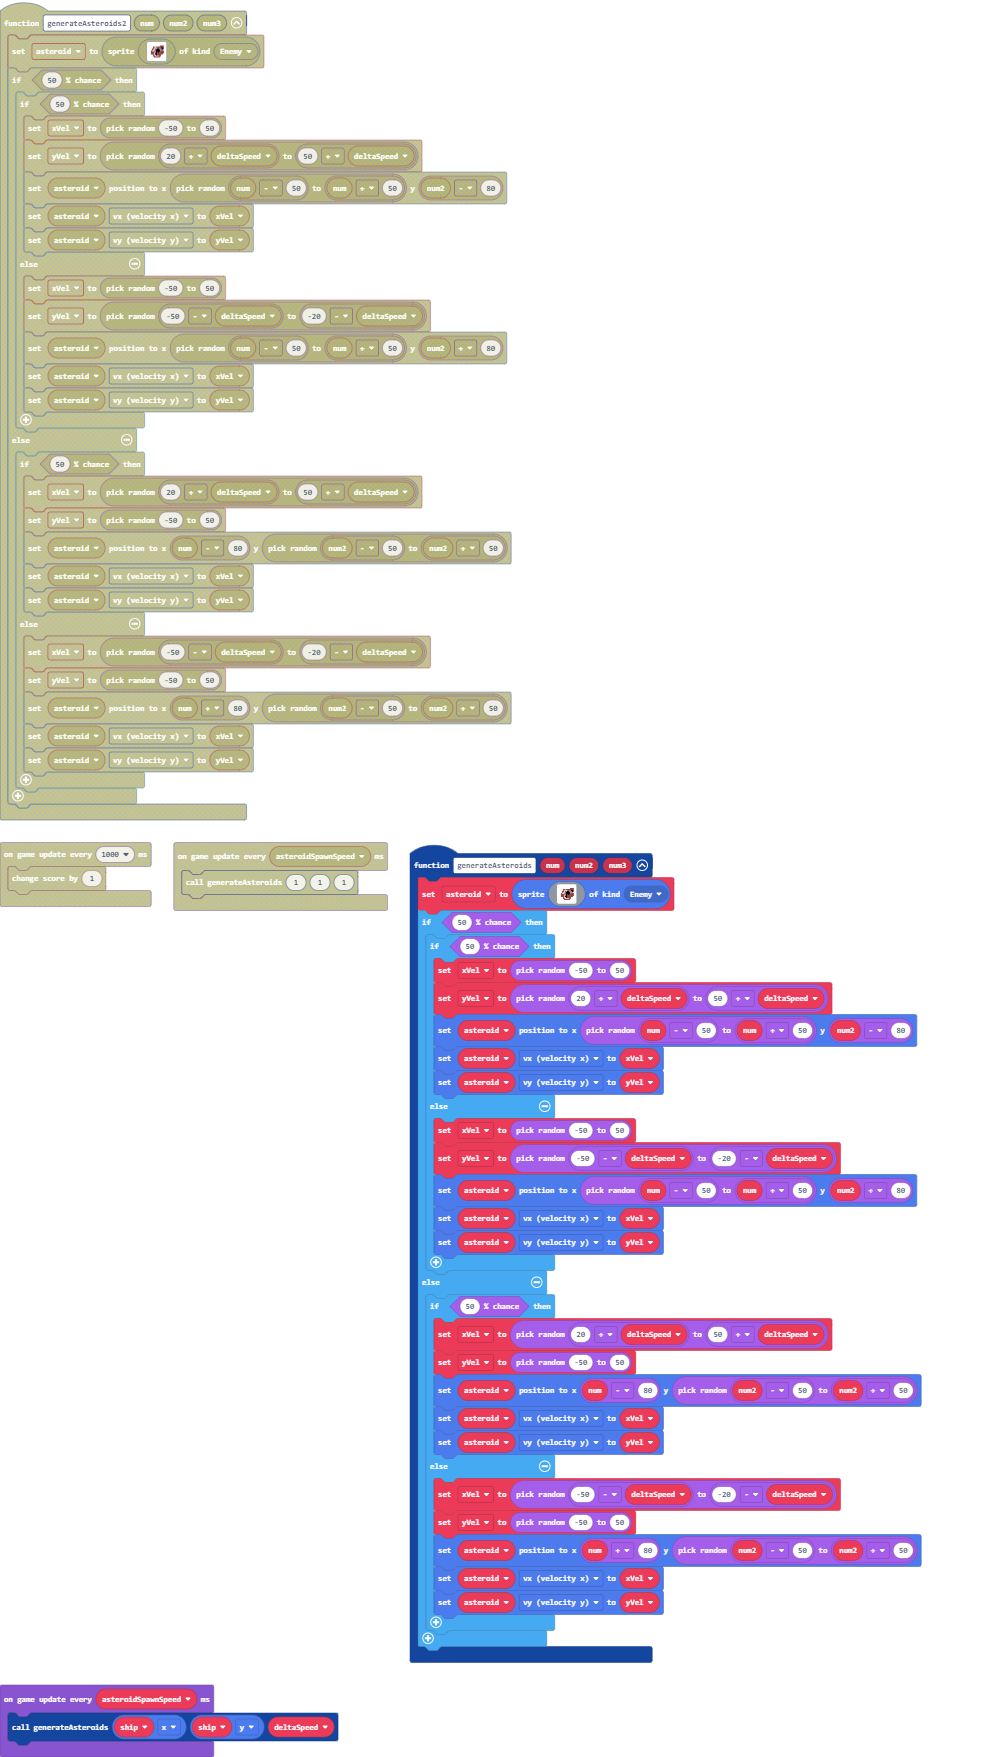 function generateAsteroids2 num num2 num3
set asteroid to sprite of kind Enemy
if 50 % chance then
if 50 % chance then
set xVel to pick random -50 to 50
set yVel to pick random 20 + deltaSpeed to 50 + deltaSpeed
set asteroid position to x pick random num - 50 to num + 50 y num2 - 80
set asteroid vx (velocity x) to xVel
set asteroid vy (velocity y) to yVel
else
set xVel to pick random -50 to 50
set yVel to pick random -50 - deltaSpeed to -20 - deltaSpeed
set asteroid position to x pick random num - 50 to num + 50 y num2 + 80
set asteroid vx (velocity x) to xVel
set asteroid vy (velocity y) to yVel
else
if 50 % chance then
set xVel to pick random 20 + deltaSpeed to 50 + deltaSpeed
set yVel to pick random -50 to 50
set asteroid position to x num - 80 y pick random num2 - 50 to num2 + 50
set asteroid vx (velocity x) to xVel
set asteroid vy (velocity y) to yVel
else
set xVel to pick random -50 - deltaSpeed to -20 - deltaSpeed
set yVel to pick random -50 to 50
set asteroid position to x num + 80 y pick random num2 - 50 to num2 + 50
set asteroid vx (velocity x) to xVel
set asteroid vy (velocity y) to yVel
on game update every 1000 ms
change score by 1
on game update every asteroidSpawnSpeed ms
call generateAsteroids 1 1 1
function generateAsteroids num num2 num3
set asteroid to sprite of kind Enemy
if 50 % chance then
if 50 % chance then
set xVel to pick random -50 to 50
set yVel to pick random 20 + deltaSpeed to 50 + deltaSpeed
set asteroid position to x pick random num - 50 to num + 50 y num2 - 80
set asteroid vx (velocity x) to xVel
set asteroid vy (velocity y) to yVel
else
set xVel to pick random -50 to 50
set yVel to pick random -50 - deltaSpeed to -20 - deltaSpeed
set asteroid position to x pick random num - 50 to num + 50 y num2 + 80
set asteroid vx (velocity x) to xVel
set asteroid vy (velocity y) to yVel
else
if 50 % chance then
set xVel to pick random 20 + deltaSpeed to 50 + deltaSpeed
set yVel to pick random -50 to 50
set asteroid position to x num - 80 y pick random num2 - 50 to num2 + 50
set asteroid vx (velocity x) to xVel
set asteroid vy (velocity y) to yVel
else
set xVel to pick random -50 - deltaSpeed to -20 - deltaSpeed
set yVel to pick random -50 to 50
set asteroid position to x num + 80 y pick random num2 - 50 to num2 + 50
set asteroid vx (velocity x) to xVel
set asteroid vy (velocity y) to yVel
on game update every asteroidSpawnSpeed ms
call generateAsteroids ship x ship y deltaSpeed